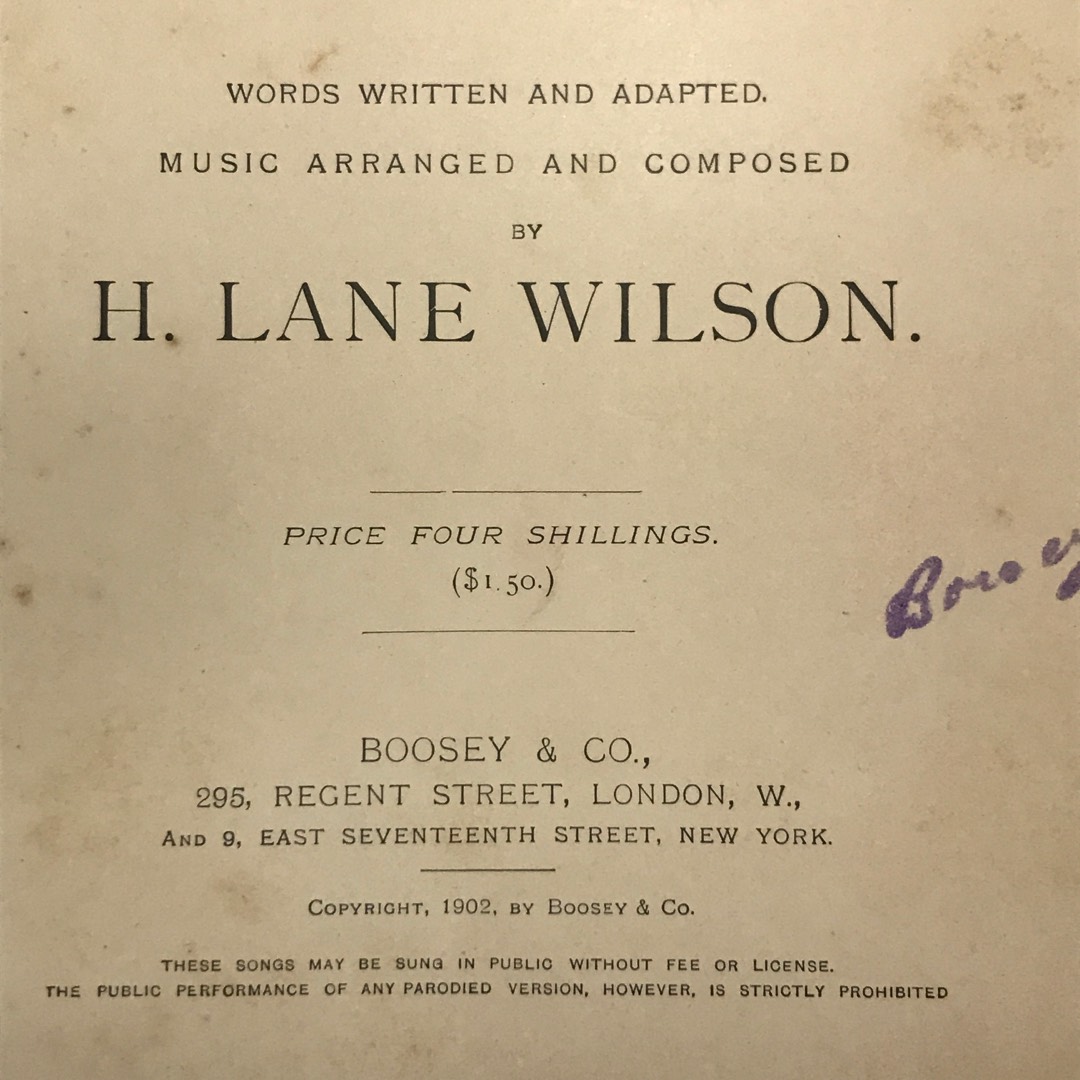 WORDS WRITTEN AND ADAPTED.
MUSIC ARRANGED AND COMPOSED
BY
H. LANE WILSON.
PRICE FOUR SHILLINGS.
($1.50.)
BOOSEY & CO.,
295, REGENT STREET, LONDON, W.,
AND 9, EAST SEVENTEENTH STREET, NEW YORK.
COPYRIGHT, 1902, BY BOOSEY & CO.
THESE SONGS MAY BE SUNG IN PUBLIC WITHOUT FEE OR LICENSE.
THE PUBLIC PERFORMANCE OF ANY PARODIED VERSION, HOWEVER, IS STRICTLY PROHIBITED